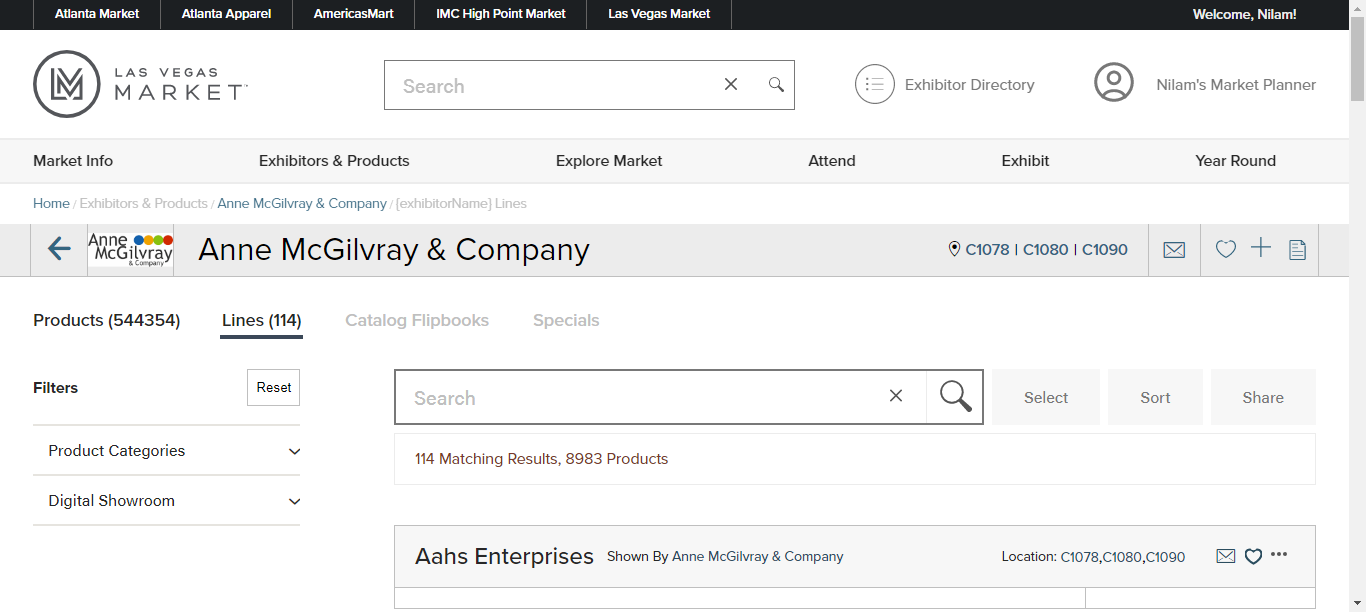 Atlanta Market Atlanta Apparel AmericasMart IMC High Point Market Las Vegas Market Welcome, Nilam!
LAS VEGAS
MARKET
Search
Exhibitor Directory
Nilam's Market Planner
Market Info Exhibitors & Products Explore Market Attend Exhibit Year Round
Home / Exhibitors & Products / Anne McGilvray & Company / [exhibitorName] Lines
Anne
McGilvray
& Company
Anne McGilvray & Company
C1078 | C1080 | C1090
Products (544354) Lines (114) Catalog Flipbooks Specials
Filters Reset
Search
Select Sort Share
Product Categories
Digital Showroom
114 Matching Results, 8983 Products
Aahs Enterprises Shown By Anne McGilvray & Company Location: C1078,C1080,C1090